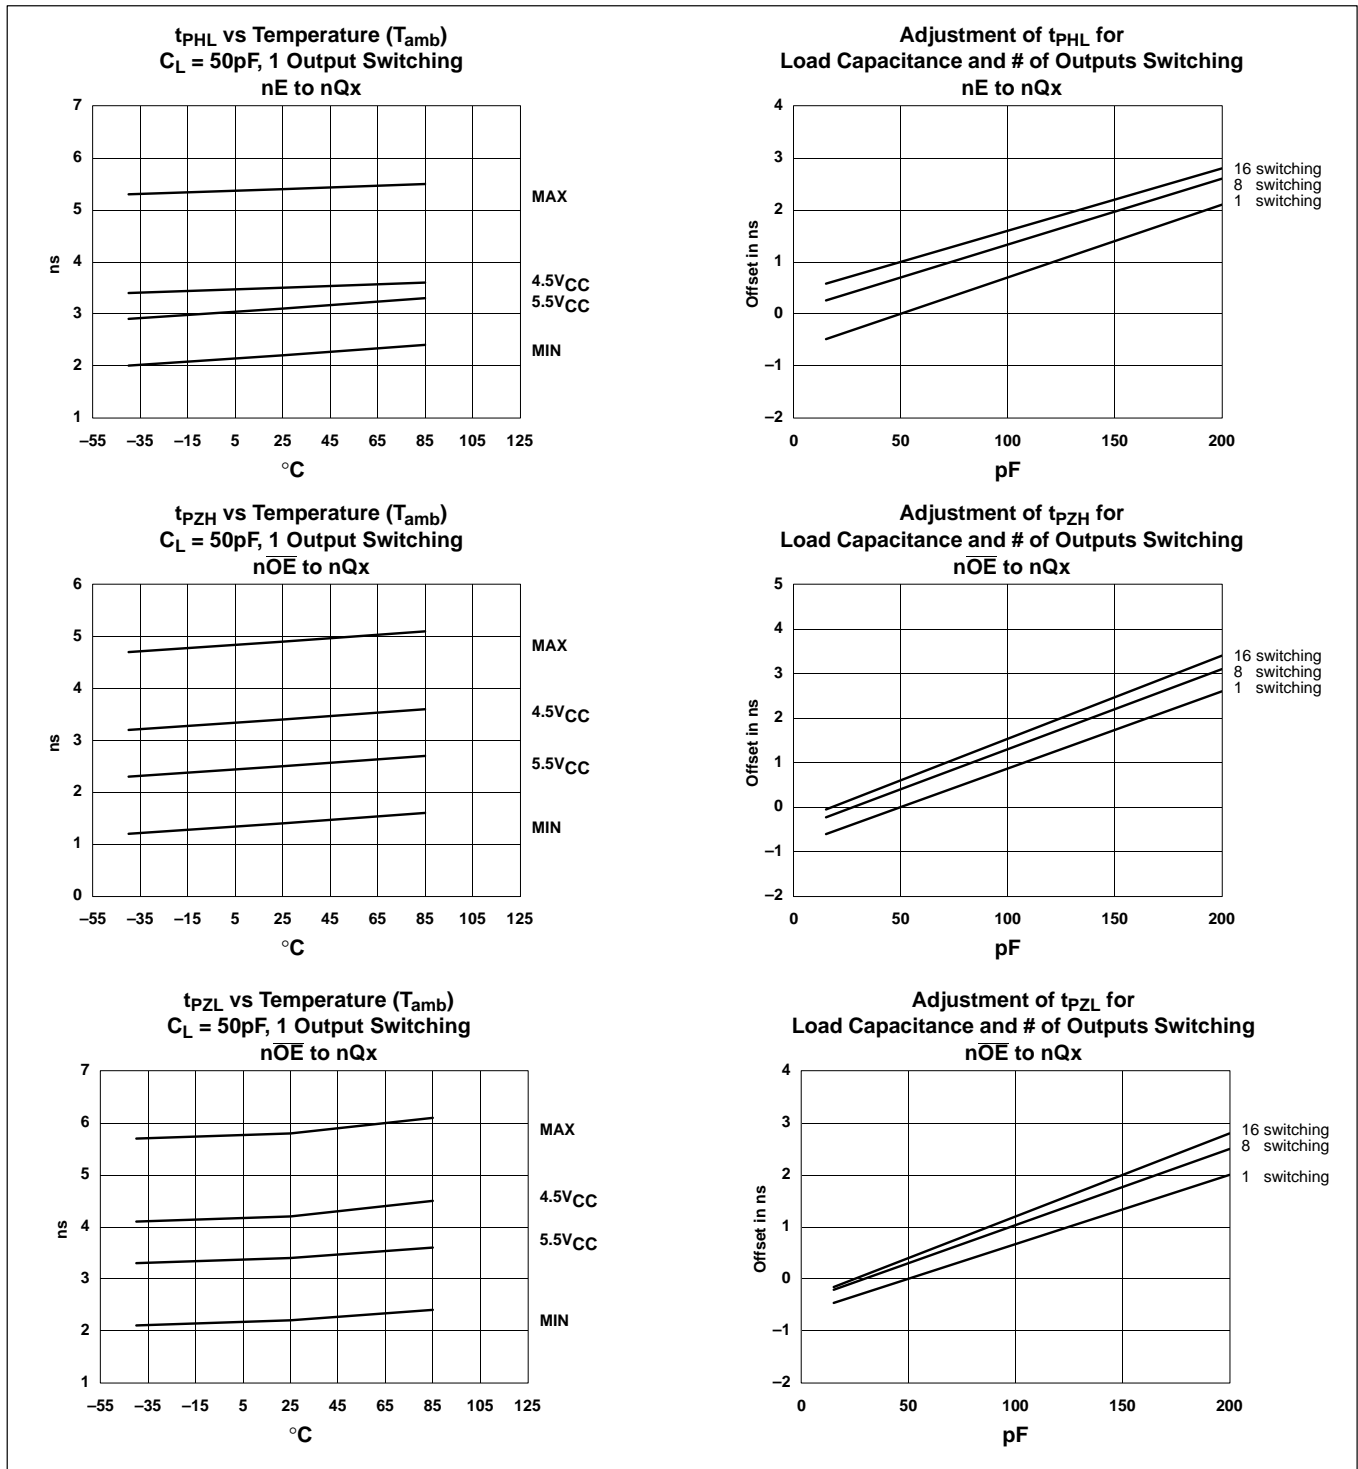 tPHL vs Temperature (Tamb)
CL = 50pF, 1 Output Switching
nE to nQx
7
6
5
4
3
2
1
ns
MAX
4.5VCC
5.5VCC
MIN
–55 –35 –15 5 25 45 65 85 105 125
°C
Adjustment of tPHL for
Load Capacitance and # of Outputs Switching
nE to nQx
4
3
2
1
0
–1
–2
Offset in ns
16 switching
8 switching
1 switching
0 50 100 150 200
pF
tPZH vs Temperature (Tamb)
CL = 50pF, 1 Output Switching
nO̅E̅ to nQx
6
5
4
3
2
1
0
ns
MAX
4.5VCC
5.5VCC
MIN
–55 –35 –15 5 25 45 65 85 105 125
°C
Adjustment of tPZH for
Load Capacitance and # of Outputs Switching
nO̅E̅ to nQx
5
4
3
2
1
0
–1
–2
Offset in ns
16 switching
8 switching
1 switching
0 50 100 150 200
pF
tPZL vs Temperature (Tamb)
CL = 50pF, 1 Output Switching
nO̅E̅ to nQx
7
6
5
4
3
2
1
ns
MAX
4.5VCC
5.5VCC
MIN
–55 –35 –15 5 25 45 65 85 105 125
°C
Adjustment of tPZL for
Load Capacitance and # of Outputs Switching
nO̅E̅ to nQx
4
3
2
1
0
–1
–2
Offset in ns
16 switching
8 switching
1 switching
0 50 100 150 200
pF